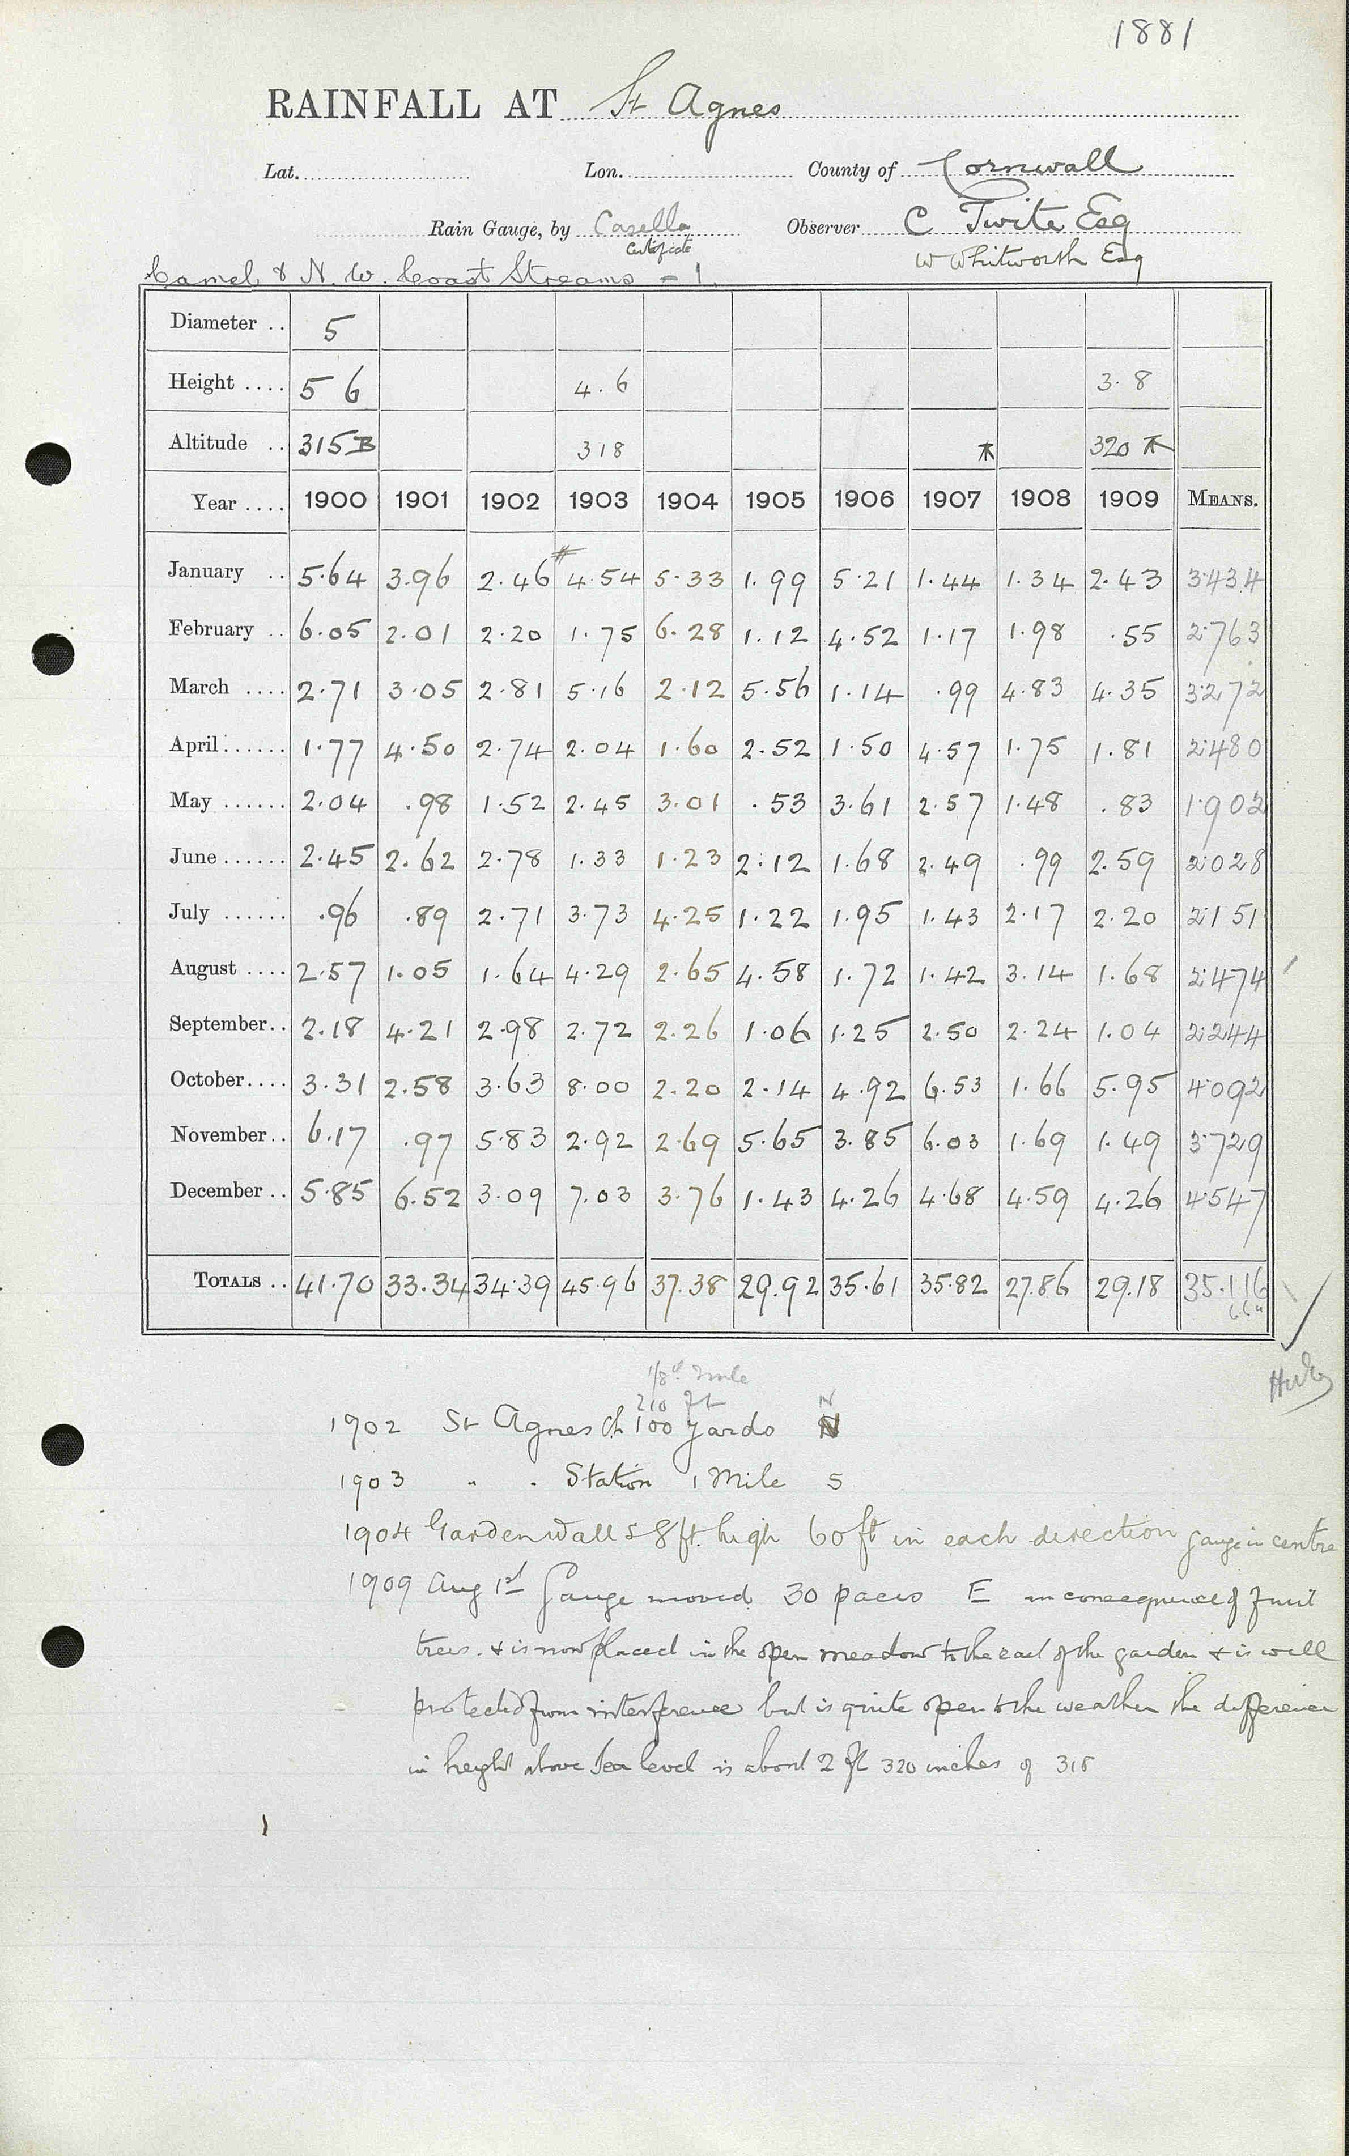 1881
RAINFALL AT St Agnes
Lat. Lon. County of Cornwall
Rain Gauge, by Casella Observer C Twite Esq
Certificate W Whitworth Esq
Camel & N. W. Coast Streams - 1.
Diameter .. 5
Height .... 5 6 4.6 3.8
Altitude .. 315 B 318 320
Year .... 1900 1901 1902 1903 1904 1905 1906 1907 1908 1909 MEANS.
January .. 5.64 3.96 2.46 4.54 5.33 1.99 5.21 1.44 1.34 2.43 3.434
February .. 6.05 2.01 2.20 1.75 6.28 1.12 4.52 1.17 1.98 .55 2.763
March .... 2.71 3.05 2.81 5.16 2.12 5.56 1.14 .99 4.83 4.35 3.272
April ...... 1.77 4.50 2.74 2.04 1.60 2.52 1.50 4.57 1.75 1.81 2.480
May ...... 2.04 .98 1.52 2.45 3.01 .53 3.61 2.57 1.48 .83 1.902
June ...... 2.45 2.62 2.78 1.33 1.23 2.12 1.68 2.49 .99 2.59 2.028
July ...... .96 .89 2.71 3.73 4.25 1.22 1.95 1.43 2.17 2.20 2.151
August .... 2.57 1.05 1.64 4.29 2.65 4.58 1.72 1.42 3.14 1.68 2.474
September.. 2.18 4.21 2.98 2.72 2.26 1.06 1.25 2.50 2.24 1.04 2.244
October.... 3.31 2.58 3.63 8.00 2.20 2.14 4.92 6.53 1.66 5.95 4.092
November.. 6.17 .97 5.83 2.92 2.69 5.65 3.85 6.03 1.69 1.49 3.729
December .. 5.85 6.52 3.09 7.03 3.76 1.43 4.26 4.68 4.59 4.26 4.547
TOTALS .. 41.70 33.34 34.39 45.96 37.38 29.92 35.61 35.82 27.86 29.18 35.116
1/8th mile
210 ft N
1902 St Agnes Ch 100 yards N
1903 " " Station 1 Mile S
1904 Garden Walls 8 ft. high 60 ft in each direction gauge in centre
1909 Aug 1st Gauge moved 30 paces E in consequence of fruit
trees. & is now placed in the open meadow to the east of the garden & is well
protected from interference but is quite open to the weather the difference
in height above Sea level is about 2 ft 320 inches of 318